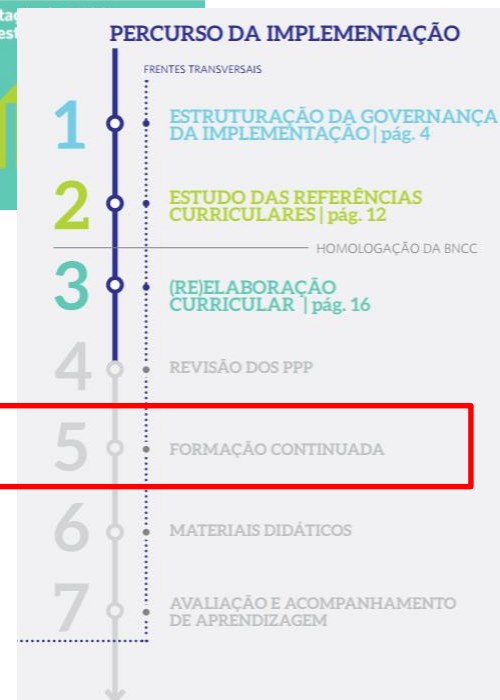 PERCURSO DA IMPLEMENTAÇÃO
FRENTES TRANSVERSAIS
1
ESTRUTURAÇÃO DA GOVERNANÇA
DA IMPLEMENTAÇÃO | pág. 4
2
ESTUDO DAS REFERÊNCIAS
CURRICULARES | pág. 12
HOMOLOGAÇÃO DA BNCC
3
(RE)ELABORAÇÃO
CURRICULAR | pág. 16
4
REVISÃO DOS PPP
5
FORMAÇÃO CONTINUADA
6
MATERIAIS DIDÁTICOS
7
AVALIAÇÃO E ACOMPANHAMENTO
DE APRENDIZAGEM